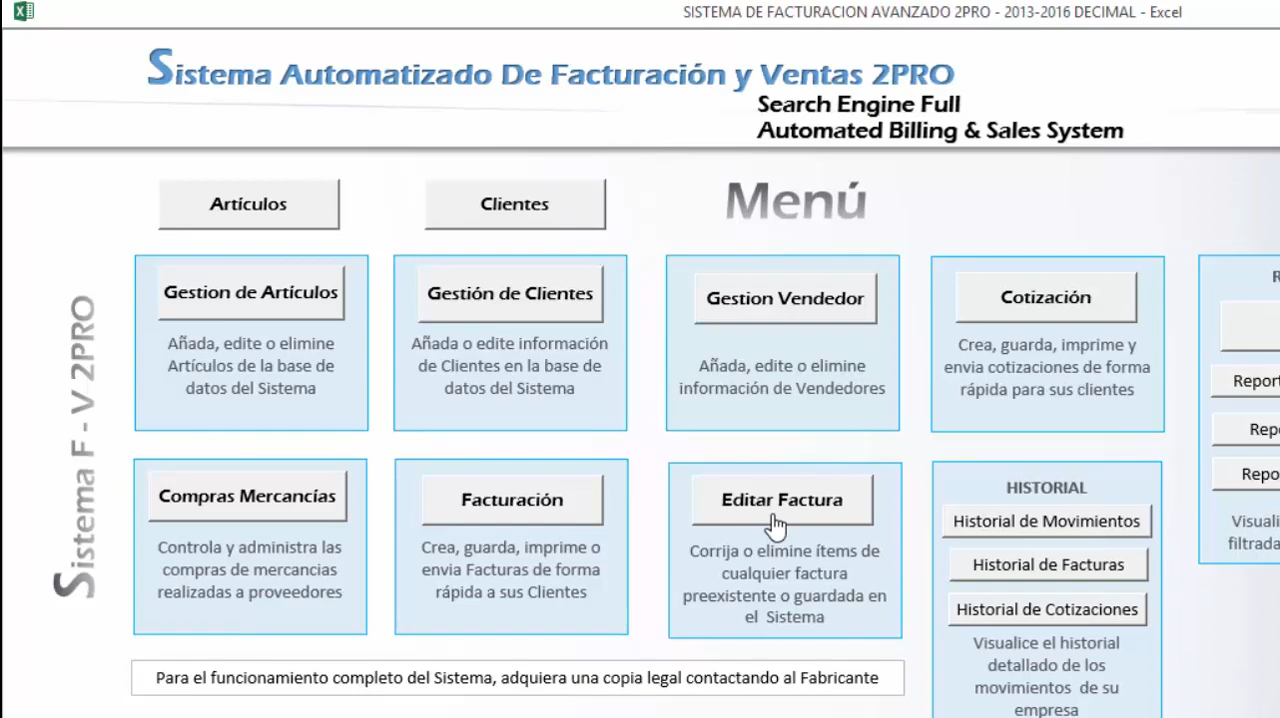 SISTEMA DE FACTURACION AVANZADO 2PRO - 2013-2016 DECIMAL - Excel
Sistema Automatizado De Facturación y Ventas 2PRO
Search Engine Full
Automated Billing & Sales System
Menú
Artículos
Clientes
Sistema F - V 2PRO
Gestion de Artículos
Añada, edite o elimine
Artículos de la base de
datos del Sistema
Gestión de Clientes
Añada o edite información
de Clientes en la base de
datos del Sistema
Gestion Vendedor
Añada, edite o elimine
información de Vendedores
Cotización
Crea, guarda, imprime y
envia cotizaciones de forma
rápida para sus clientes
Compras Mercancías
Controla y administra las
compras de mercancias
realizadas a proveedores
Facturación
Crea, guarda, imprime o
envia Facturas de forma
rápida a sus Clientes
Editar Factura
Corrija o elimine ítems de
cualquier factura
preexistente o guardada en
el Sistema
HISTORIAL
Historial de Movimientos
Historial de Facturas
Historial de Cotizaciones
Visualice el historial
detallado de los
movimientos de su
empresa
Para el funcionamiento completo del Sistema, adquiera una copia legal contactando al Fabricante